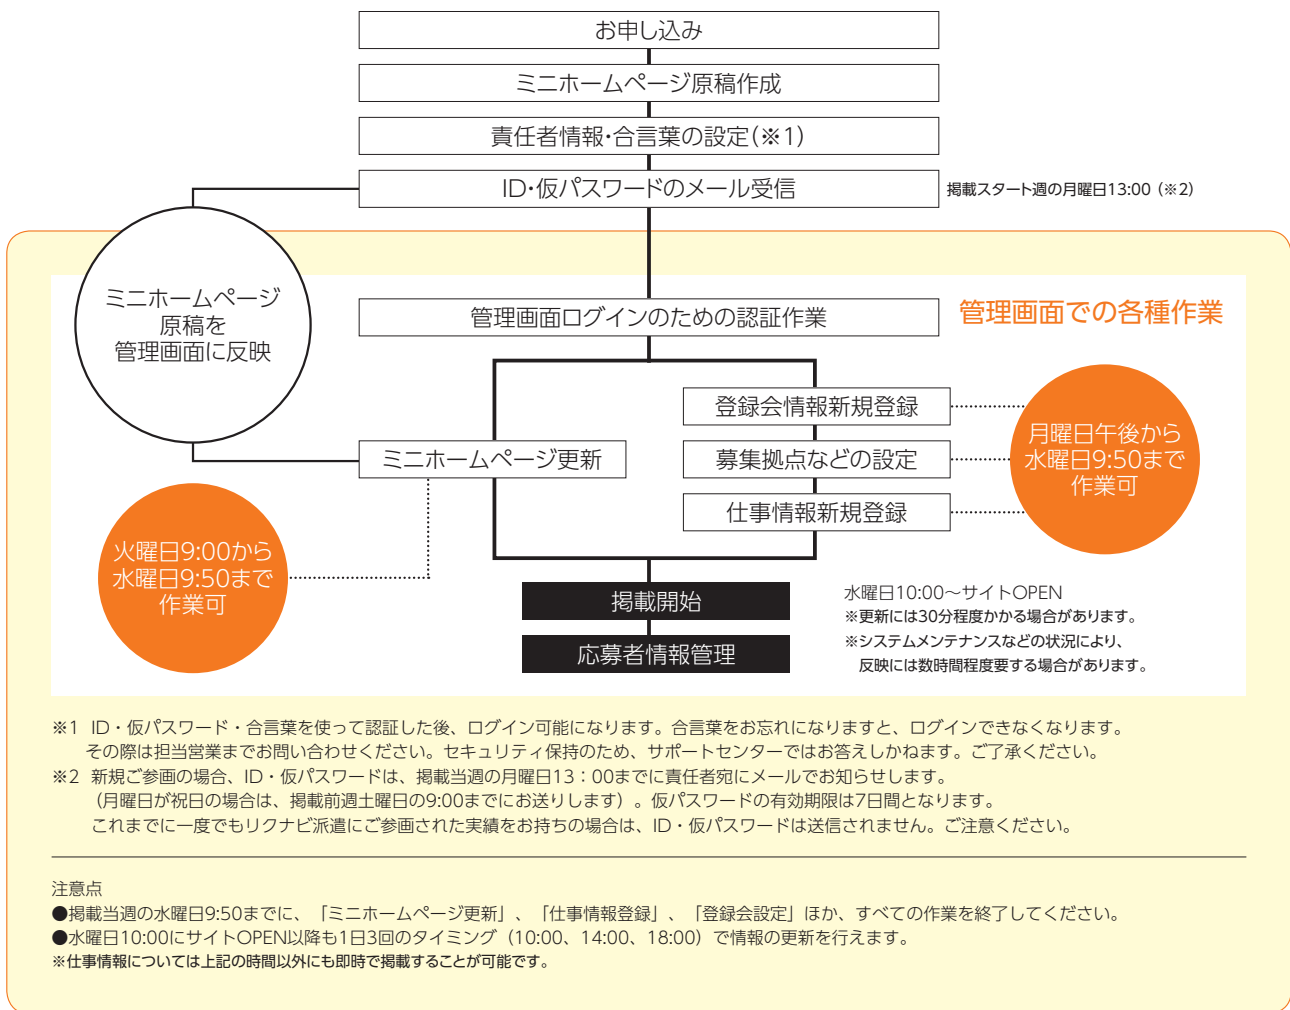 お申し込み
ミニホームページ原稿作成
責任者情報・合言葉の設定(※1)
ID・仮パスワードのメール受信
掲載スタート週の月曜日13:00（※2）
ミニホームページ
原稿を
管理画面に反映
管理画面ログインのための認証作業
管理画面での各種作業
登録会情報新規登録
募集拠点などの設定
仕事情報新規登録
月曜日午後から
水曜日9:50まで
作業可
ミニホームページ更新
火曜日9:00から
水曜日9:50まで
作業可
掲載開始
応募者情報管理
水曜日10:00〜サイトOPEN
※更新には30分程度かかる場合があります。
※システムメンテナンスなどの状況により、
反映には数時間程度要する場合があります。
※1 ID・仮パスワード・合言葉を使って認証した後、ログイン可能になります。合言葉をお忘れになりますと、ログインできなくなります。
その際は担当営業までお問い合わせください。セキュリティ保持のため、サポートセンターではお答えしかねます。ご了承ください。
※2 新規ご参画の場合、ID・仮パスワードは、掲載当週の月曜日13：00までに責任者宛にメールでお知らせします。
（月曜日が祝日の場合は、掲載前週土曜日の9:00までにお送りします）。仮パスワードの有効期限は7日間となります。
これまでに一度でもリクナビ派遣にご参画された実績をお持ちの場合は、ID・仮パスワードは送信されません。ご注意ください。
注意点
●掲載当週の水曜日9:50までに、「ミニホームページ更新」、「仕事情報登録」、「登録会設定」ほか、すべての作業を終了してください。
●水曜日10:00にサイトOPEN以降も1日3回のタイミング（10:00、14:00、18:00）で情報の更新を行えます。
※仕事情報については上記の時間以外にも即時で掲載することが可能です。